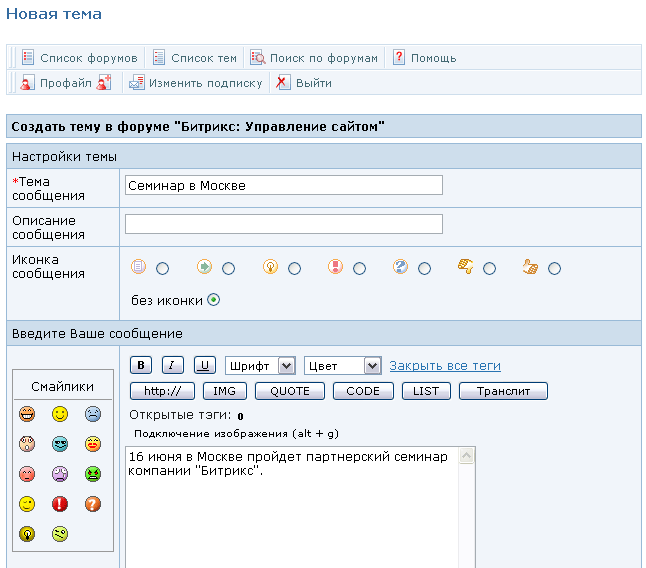 Новая тема
Список форумов Список тем Поиск по форумам Помощь
Профайл Изменить подписку Выйти
Создать тему в форуме "Битрикс: Управление сайтом"
Настройки темы
*Тема
сообщения
Семинар в Москве
Описание
сообщения
Иконка
сообщения
без иконки
Введите Ваше сообщение
Смайлики
B I U Шрифт Цвет Закрыть все теги
http:// IMG QUOTE CODE LIST Транслит
Открытые тэги: 0
Подключение изображения (alt + g)
16 июня в Москве пройдет партнерский семинар
компании "Битрикс".